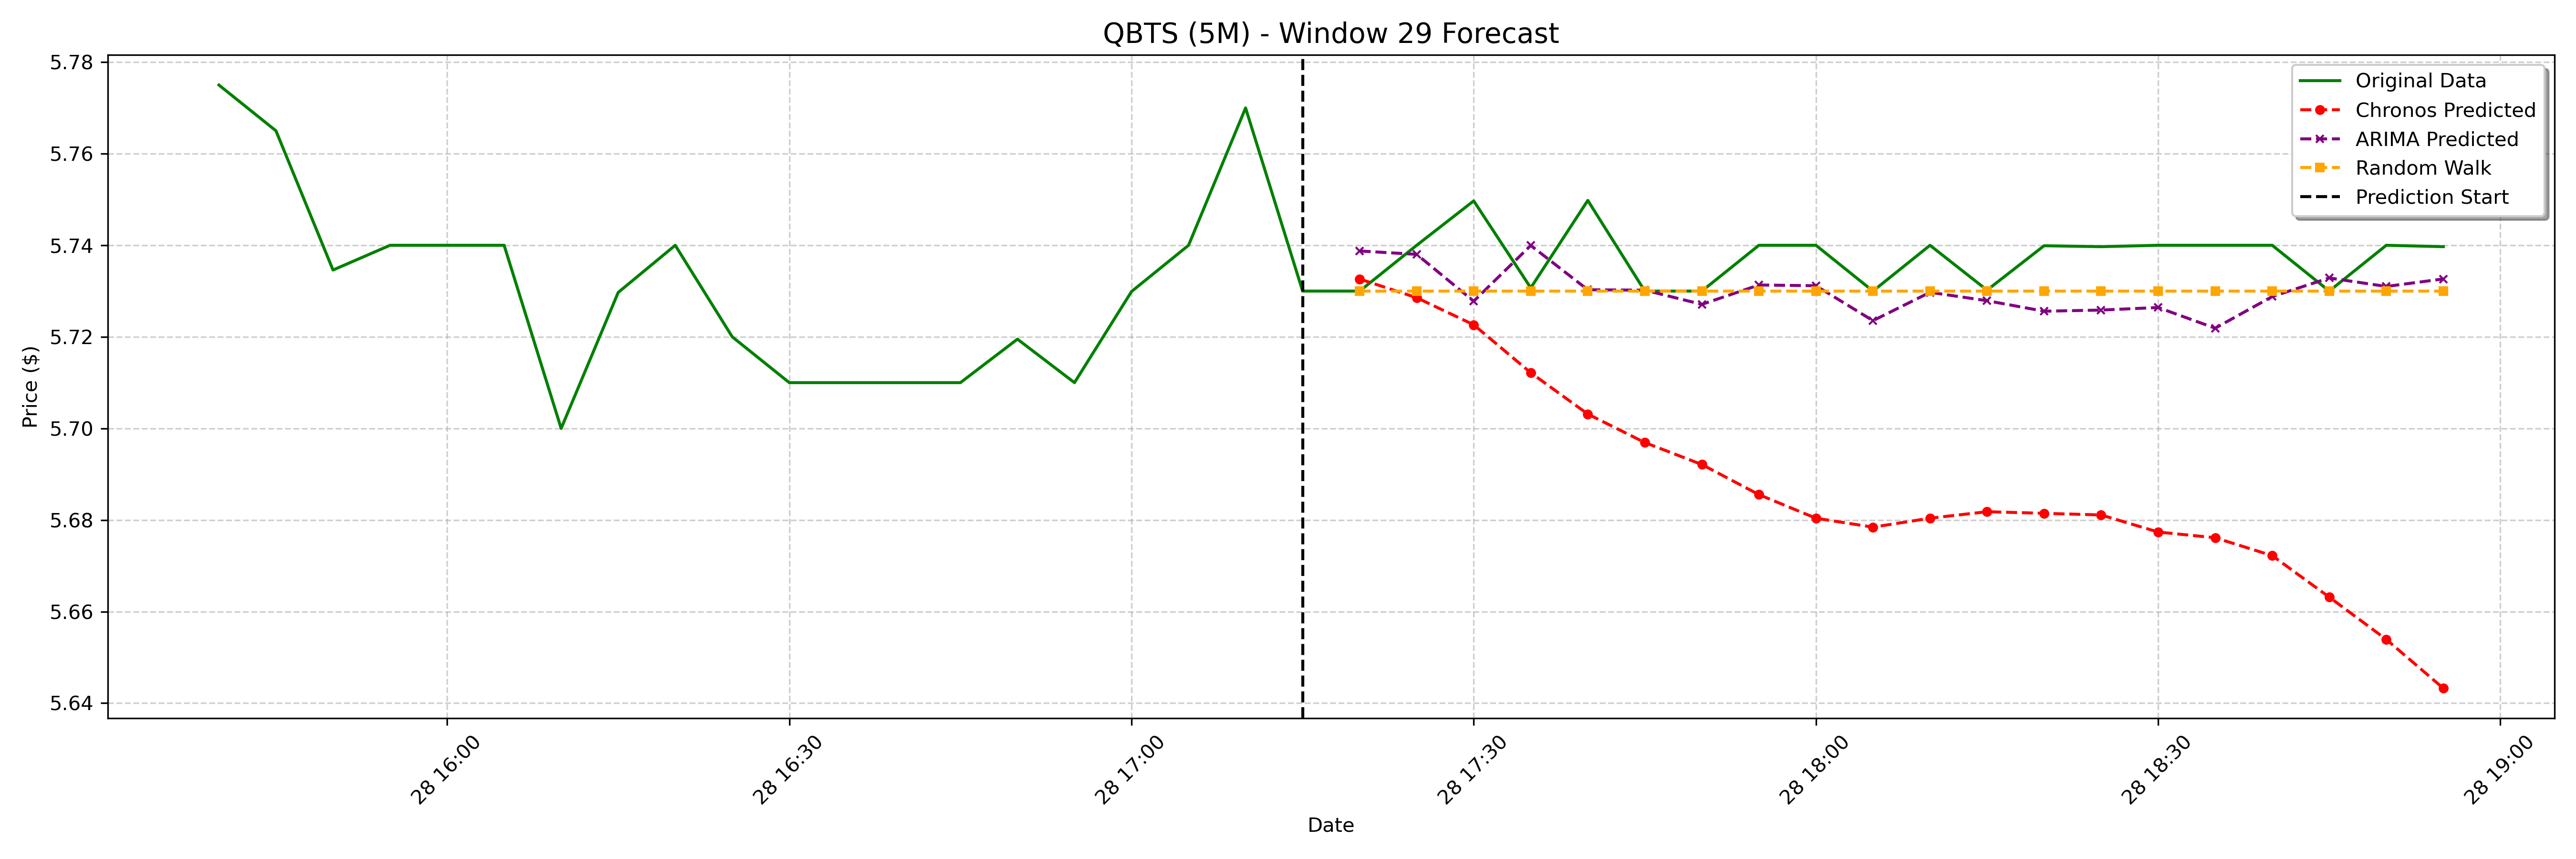 QBTS (5M) - Window 29 Forecast
Price ($)
5.78
5.76
5.74
5.72
5.70
5.68
5.66
5.64
Original Data
Chronos Predicted
ARIMA Predicted
Random Walk
Prediction Start
28 16:00
28 16:30
28 17:00
28 17:30
28 18:00
28 18:30
28 19:00
Date